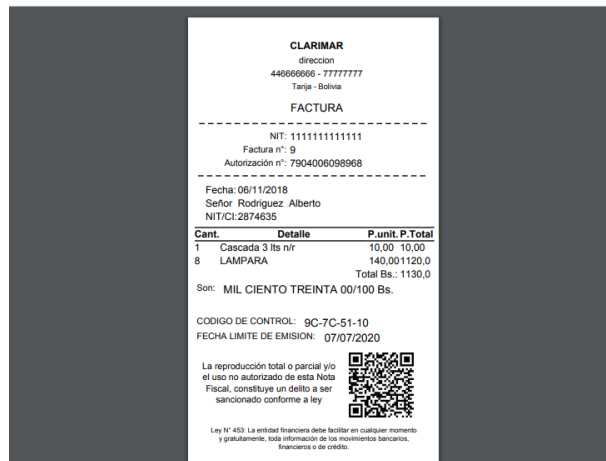 CLARIMAR
direccion
446666666 - 77777777
Tarija - Bolivia
FACTURA
NIT: 1111111111111
Factura n°: 9
Autorización n°: 7904006098968
Fecha: 06/11/2018
Señor Rodriguez Alberto
NIT/CI:2874635
Cant. Detalle P.unit. P.Total
1 Cascada 3 lts n/r 10,00 10,00
8 LAMPARA 140,001120,0
Total Bs.: 1130,0
Son: MIL CIENTO TREINTA 00/100 Bs.
CODIGO DE CONTROL: 9C-7C-51-10
FECHA LIMITE DE EMISION: 07/07/2020
La reproducción total o parcial y/o
el uso no autorizado de esta Nota
Fiscal, constituye un delito a ser
sancionado conforme a ley
Ley N° 453: La entidad financiera debe facilitar en cualquier momento
y gratuitamente, toda información de los movimientos bancarios,
financieros o de crédito.